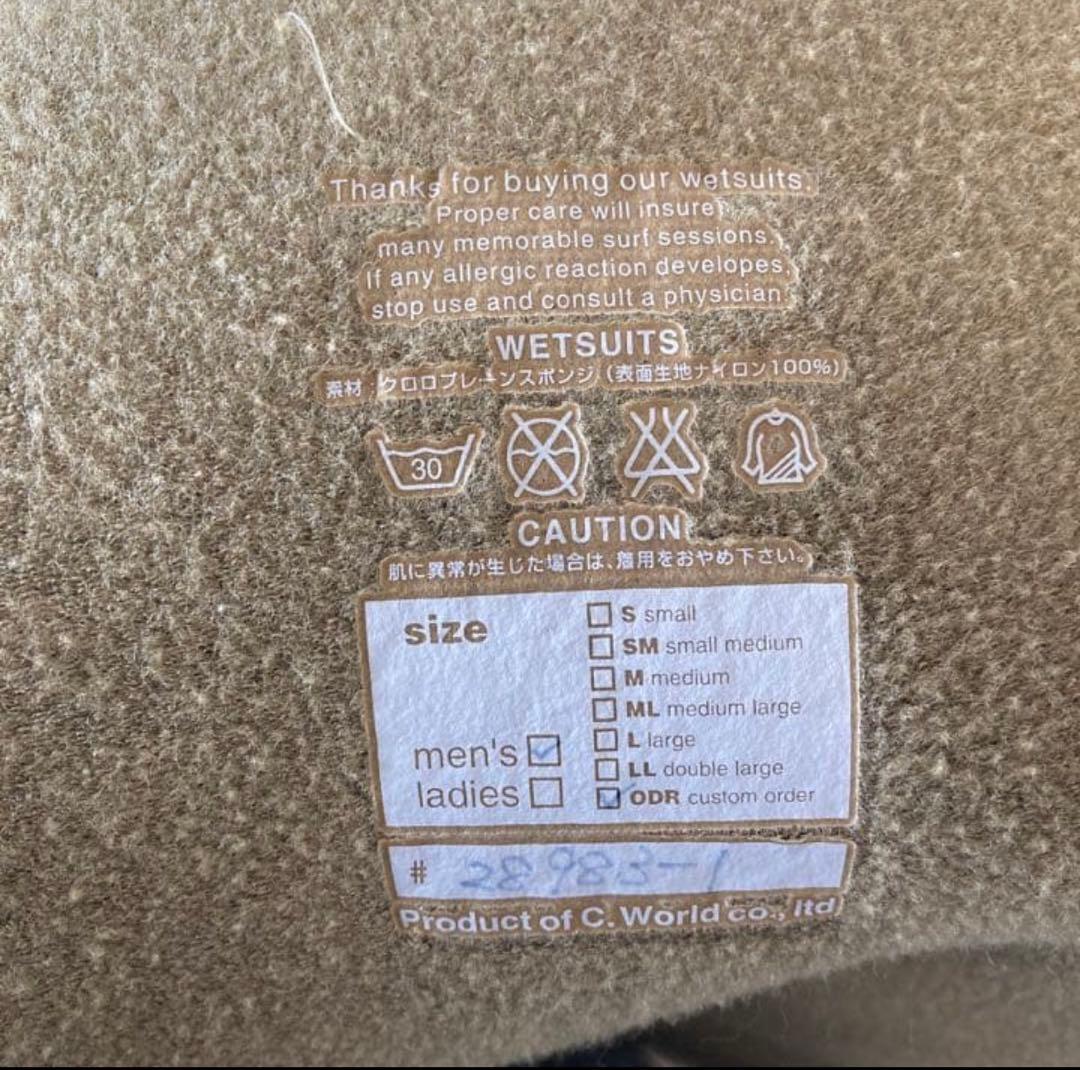 Thanks for buying our wetsuits.
Proper care will insure
many memorable surf sessions.
If any allergic reaction developes,
stop use and consult a physician.
WETSUITS
素材/クロロプレーンスポンジ(表面生地ナイロン100%)
30
CAUTION
肌に異常が生じた場合は、着用をおやめ下さい。
size
men's
ladies
S small
SM small medium
M medium
ML medium large
L large
LL double large
ODR custom order
# 28983-1
Product of C. World co., ltd